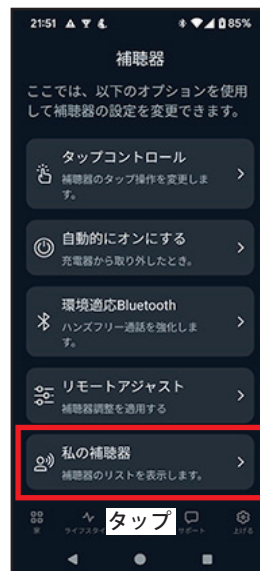 21:51 85%
補聴器
ここでは、以下のオプションを使用
して補聴器の設定を変更できます。
タップコントロール
補聴器のタップ操作を変更しま
す。
自動的にオンにする
充電器から取り外したとき。
環境適応Bluetooth
ハンズフリー通話を強化しま
す。
リモートアジャスト
補聴器調整を適用する
私の補聴器
補聴器のリストを表示します。
タップ
家 ライフスタイ サポート 上げる